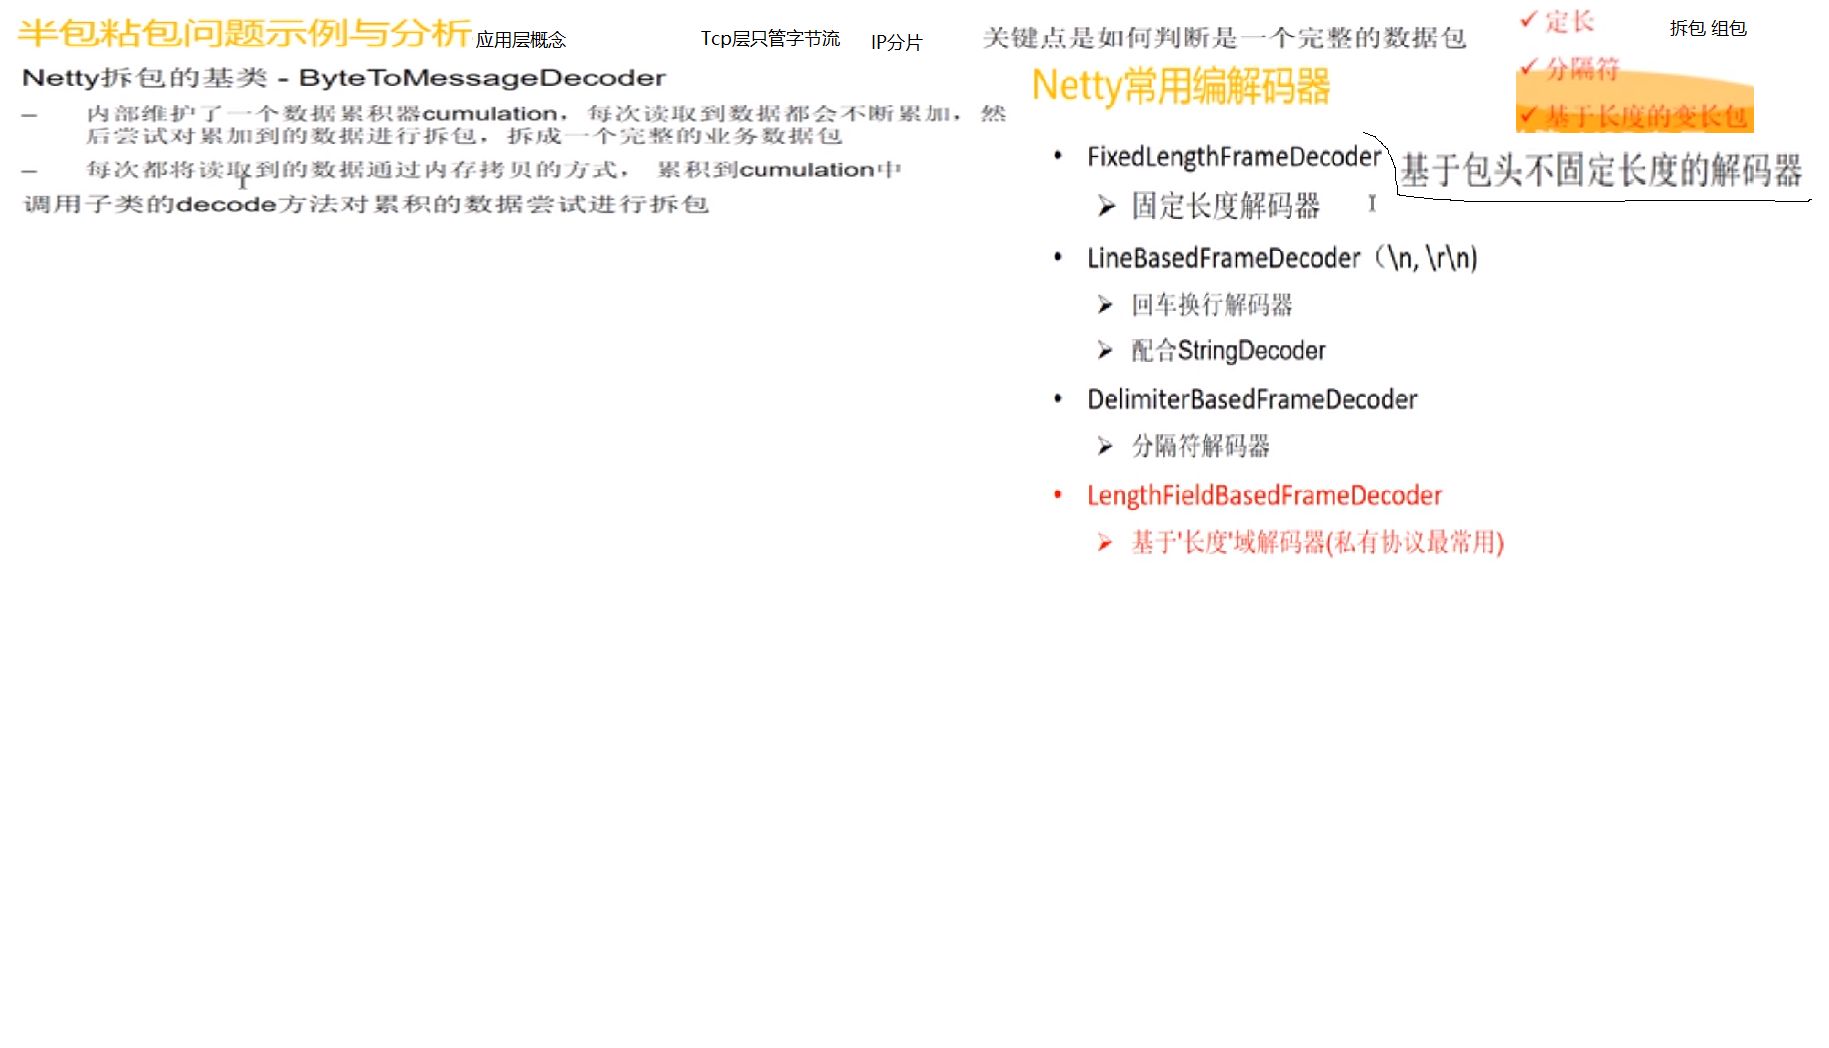 半包粘包问题示例与分析
应用层概念
Tcp层只管字节流
IP分片
Netty拆包的基类 - ByteToMessageDecoder
– 内部维护了一个数据累积器cumulation，每次读取到数据都会不断累加，然
后尝试对累加到的数据进行拆包，拆成一个完整的业务数据包
– 每次都将读取到的数据通过内存拷贝的方式， 累积到cumulation中
调用子类的decode方法对累积的数据尝试进行拆包
关键点是如何判断是一个完整的数据包
✓ 定长
✓ 分隔符
✓ 基于长度的变长包
拆包 组包
Netty常用编解码器
• FixedLengthFrameDecoder
➢ 固定长度解码器
基于包头不固定长度的解码器
• LineBasedFrameDecoder（\n, \r\n)
➢ 回车换行解码器
➢ 配合StringDecoder
• DelimiterBasedFrameDecoder
➢ 分隔符解码器
• LengthFieldBasedFrameDecoder
➢ 基于'长度'域解码器(私有协议最常用)